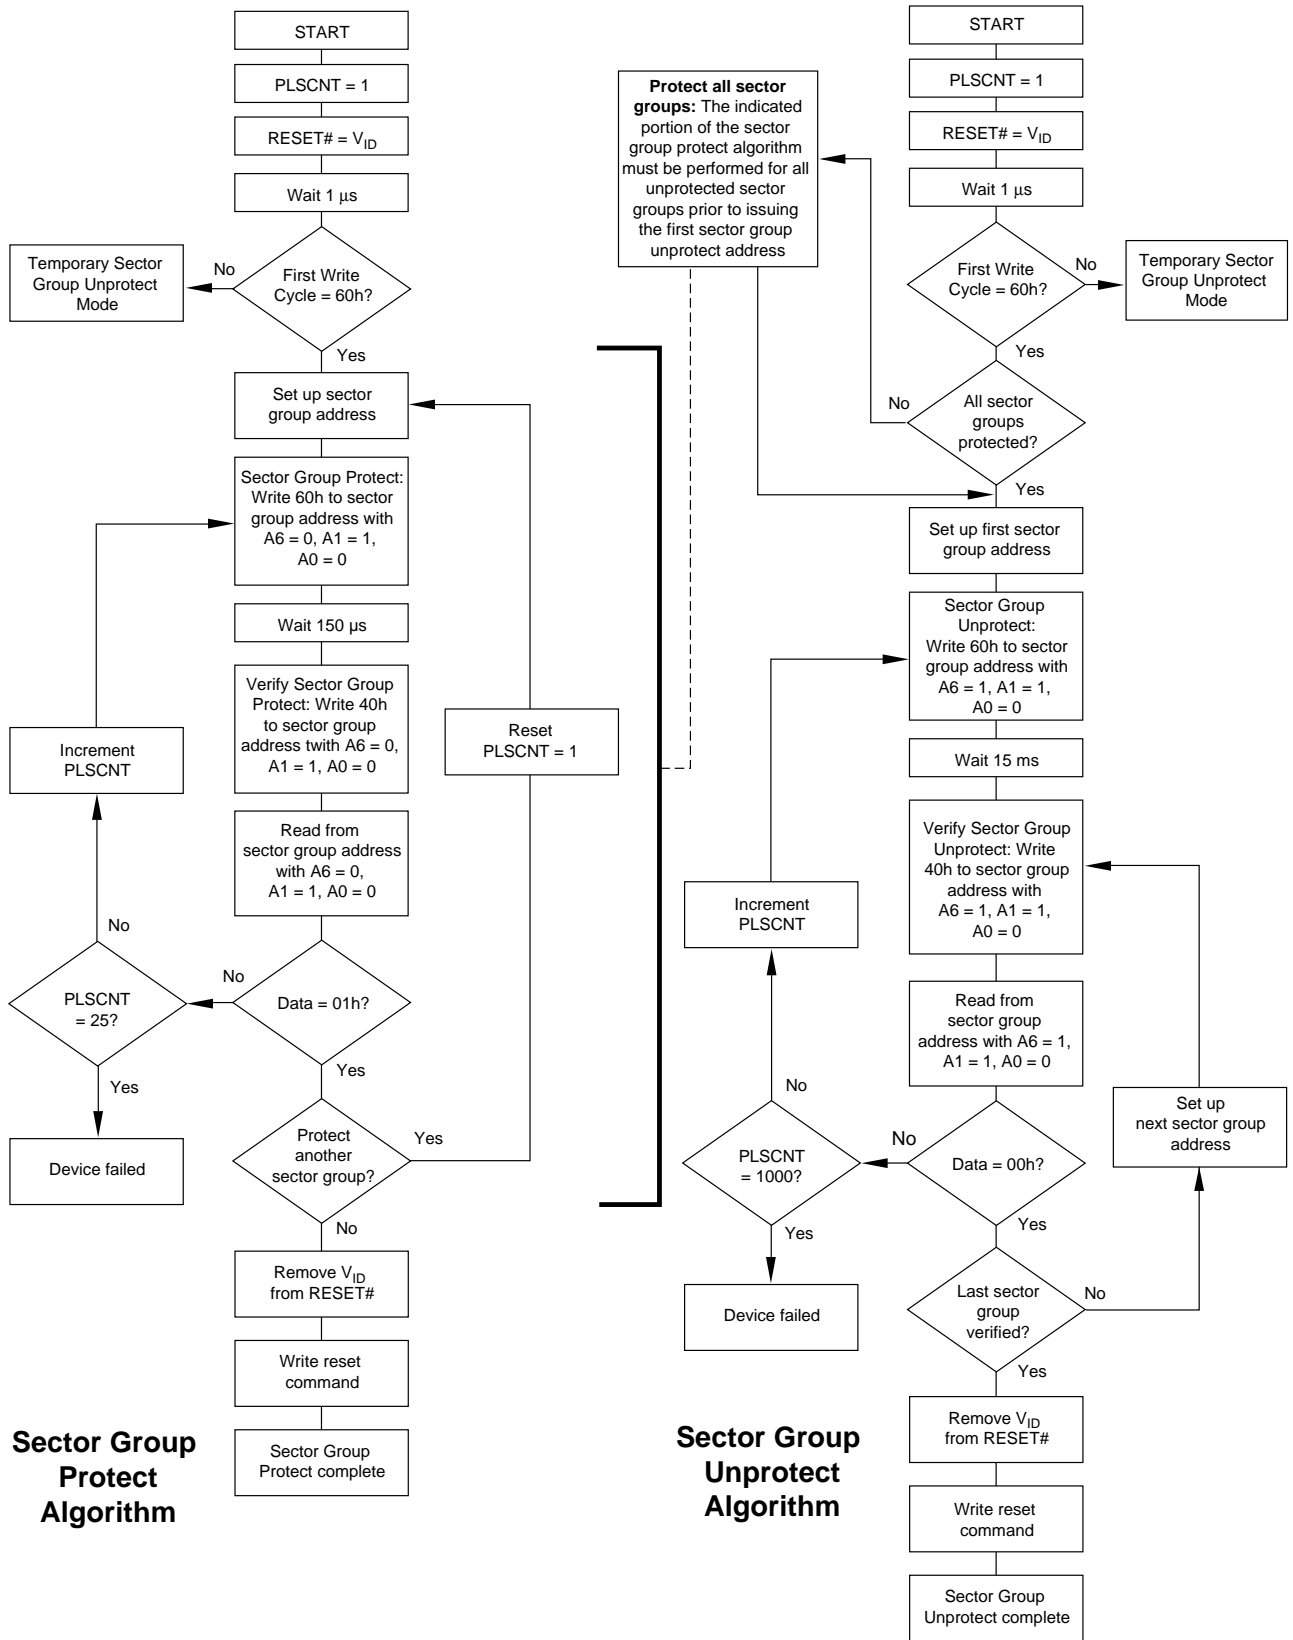 START
PLSCNT = 1
RESET# = VID
Wait 1 μs
First Write
Cycle = 60h?
No
Temporary Sector
Group Unprotect
Mode
Yes
Set up sector
group address
Sector Group Protect:
Write 60h to sector
group address with
A6 = 0, A1 = 1,
A0 = 0
Wait 150 µs
Verify Sector Group
Protect: Write 40h
to sector group
address twith A6 = 0,
A1 = 1, A0 = 0
Reset
PLSCNT = 1
Increment
PLSCNT
Read from
sector group address
with A6 = 0,
A1 = 1, A0 = 0
No
No
PLSCNT
= 25?
Data = 01h?
Yes
Yes
Device failed
Protect
another
sector group?
Yes
No
Remove VID
from RESET#
Write reset
command
Sector Group
Protect complete
Sector Group
Protect
Algorithm
START
PLSCNT = 1
Protect all sector
groups: The indicated
portion of the sector
group protect algorithm
must be performed for all
unprotected sector
groups prior to issuing
the first sector group
unprotect address
RESET# = VID
Wait 1 μs
First Write
Cycle = 60h?
No
Temporary Sector
Group Unprotect
Mode
Yes
No
All sector
groups
protected?
Yes
Set up first sector
group address
Sector Group
Unprotect:
Write 60h to sector
group address with
A6 = 1, A1 = 1,
A0 = 0
Wait 15 ms
Verify Sector Group
Unprotect: Write
40h to sector group
address with
A6 = 1, A1 = 1,
A0 = 0
Increment
PLSCNT
Read from
sector group
address with A6 = 1,
A1 = 1, A0 = 0
No
No
PLSCNT
= 1000?
Data = 00h?
Set up
next sector group
address
Yes
Yes
Device failed
Last sector
group
verified?
No
Yes
Remove VID
from RESET#
Write reset
command
Sector Group
Unprotect complete
Sector Group
Unprotect
Algorithm